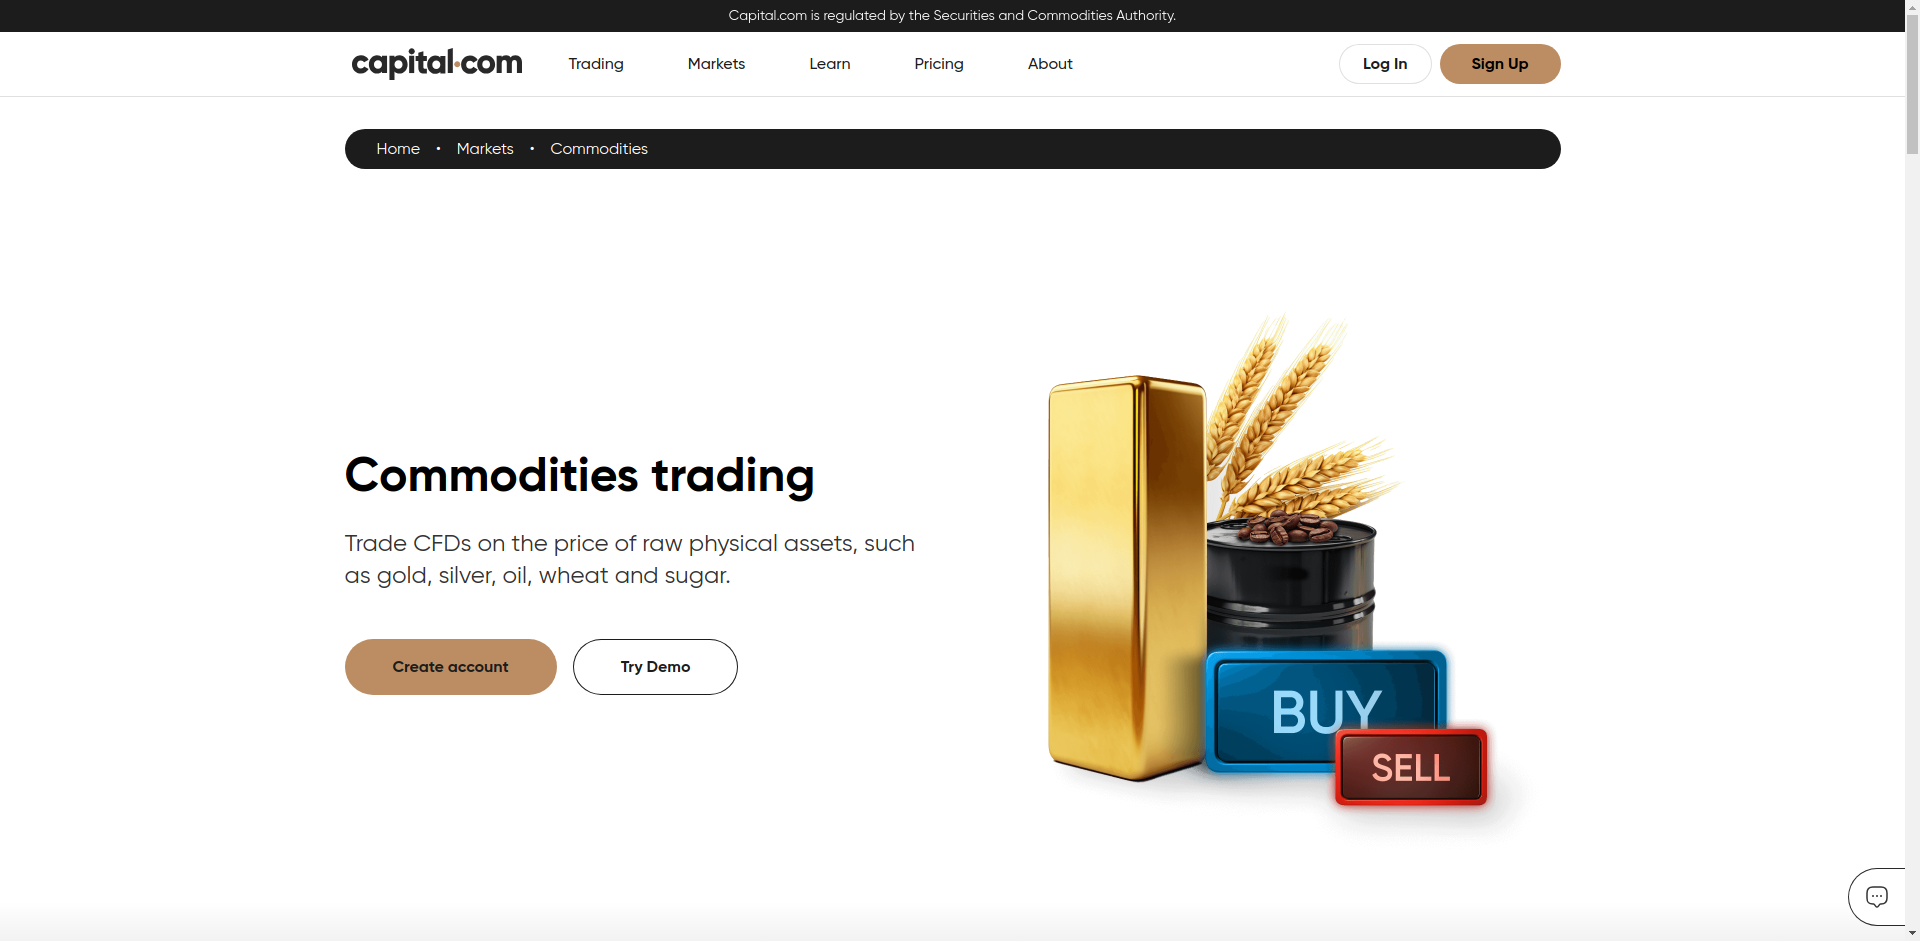 Capital.com is regulated by the Securities and Commodities Authority.
capital.com Trading Markets Learn Pricing About Log In Sign Up
Home • Markets • Commodities
Commodities trading
Trade CFDs on the price of raw physical assets, such
as gold, silver, oil, wheat and sugar.
Create account Try Demo
BUY
SELL